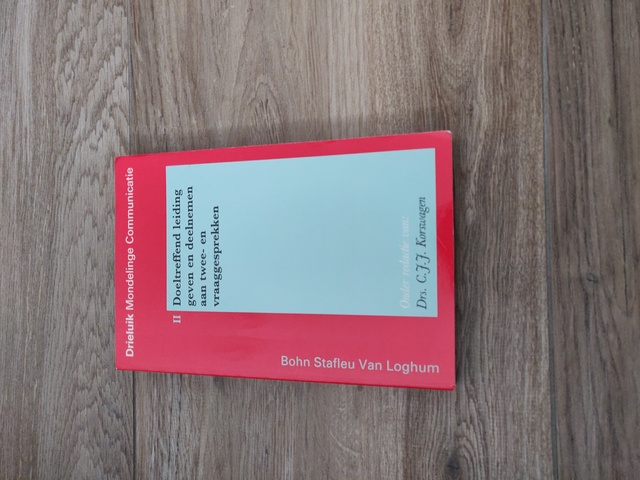 Drieluik Mondelinge Communicatie
II Doeltreffend leiding
geven en deelnemen
aan twee- en
vraaggesprekken
Onder redactie van:
Drs. C.J.J. Korswagen
Bohn Stafleu Van Loghum